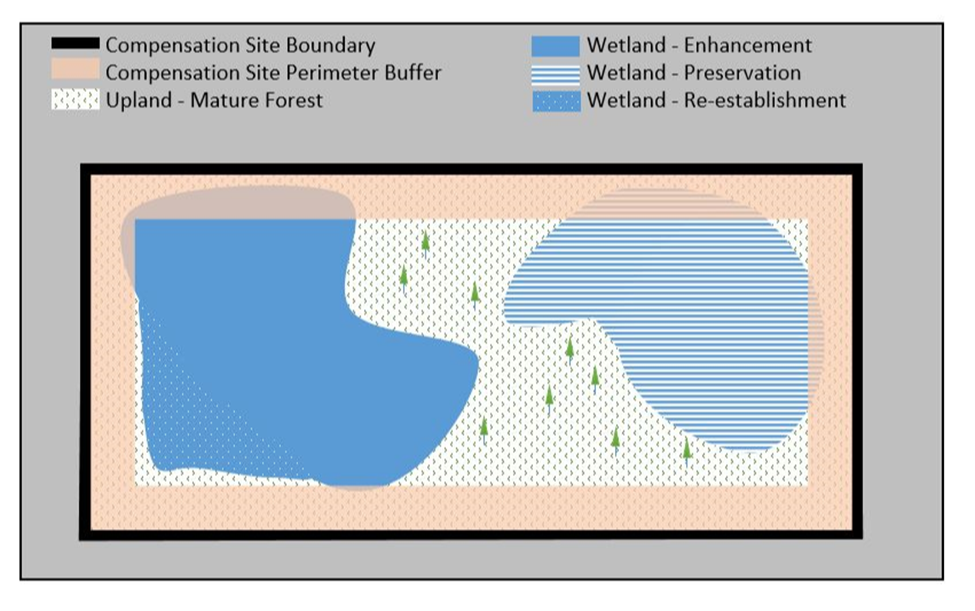 Compensation Site Boundary
Compensation Site Perimeter Buffer
Upland - Mature Forest
Wetland - Enhancement
Wetland - Preservation
Wetland - Re-establishment